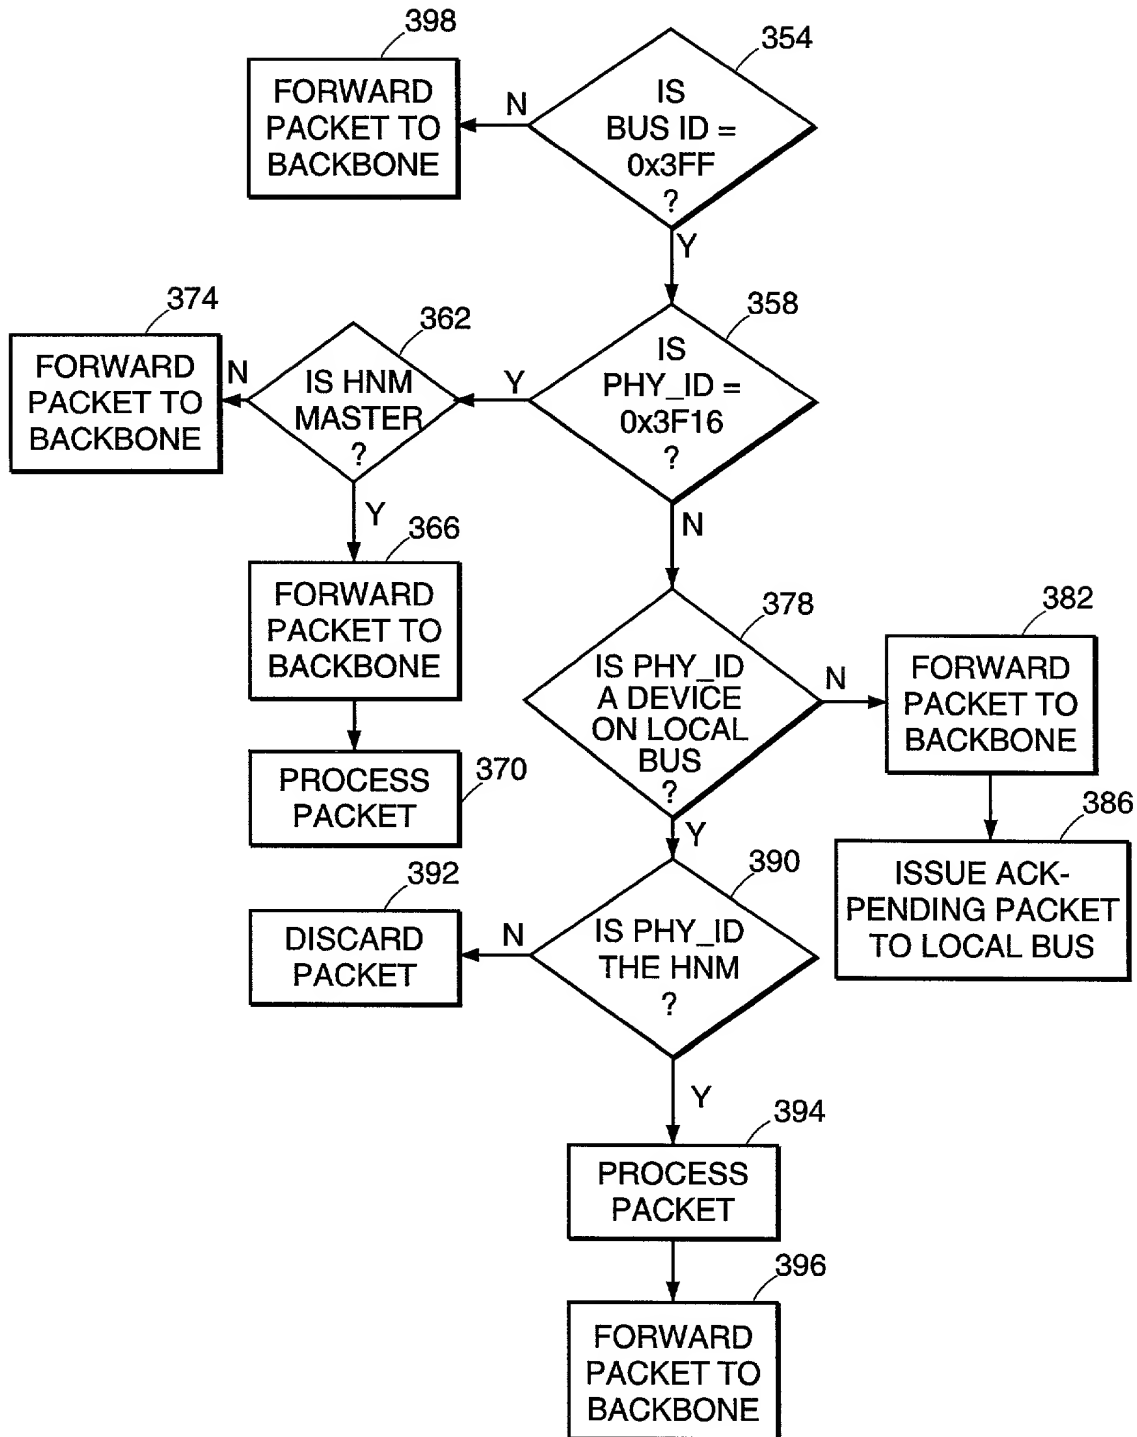 398
FORWARD
PACKET TO
BACKBONE
N
354
IS
BUS ID =
0x3FF
?
Y
374
FORWARD
PACKET TO
BACKBONE
N
362
IS HNM
MASTER
?
Y
358
IS
PHY_ID =
0x3F16
?
Y
366
FORWARD
PACKET TO
BACKBONE
N
PROCESS
PACKET
370
378
IS PHY_ID
A DEVICE
ON LOCAL
BUS
?
N
382
FORWARD
PACKET TO
BACKBONE
Y
386
ISSUE ACK-
PENDING PACKET
TO LOCAL BUS
392
DISCARD
PACKET
N
390
IS PHY_ID
THE HNM
?
Y
394
PROCESS
PACKET
396
FORWARD
PACKET TO
BACKBONE